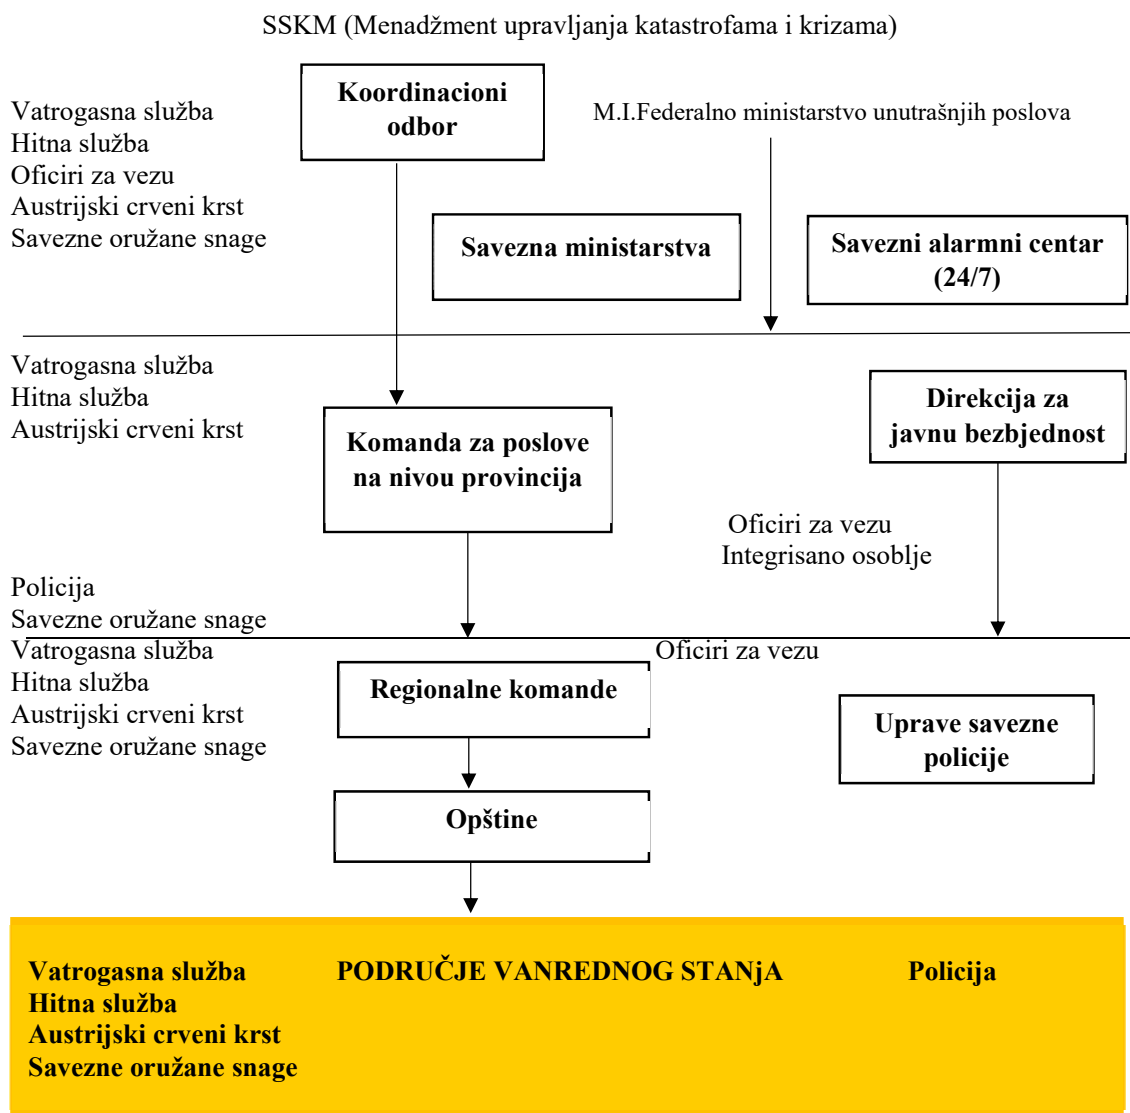 SSKM (Menadžment upravljanja katastrofama i krizama)
Vatrogasna služba
Hitna služba
Oficiri za vezu
Austrijski crveni krst
Savezne oružane snage
Koordinacioni
odbor
M.I.Federalno ministarstvo unutrašnjih poslova
Savezna ministarstva
Savezni alarmni centar
(24/7)
Vatrogasna služba
Hitna služba
Austrijski crveni krst
Komanda za poslove
na nivou provincija
Direkcija za
javnu bezbjednost
Oficiri za vezu
Integrisano osoblje
Policija
Savezne oružane snage
Vatrogasna služba
Hitna služba
Austrijski crveni krst
Savezne oružane snage
Oficiri za vezu
Regionalne komande
Uprave savezne
policije
Opštine
Vatrogasna služba
Hitna služba
Austrijski crveni krst
Savezne oružane snage
PODRUČJE VANREDNOG STANjA
Policija